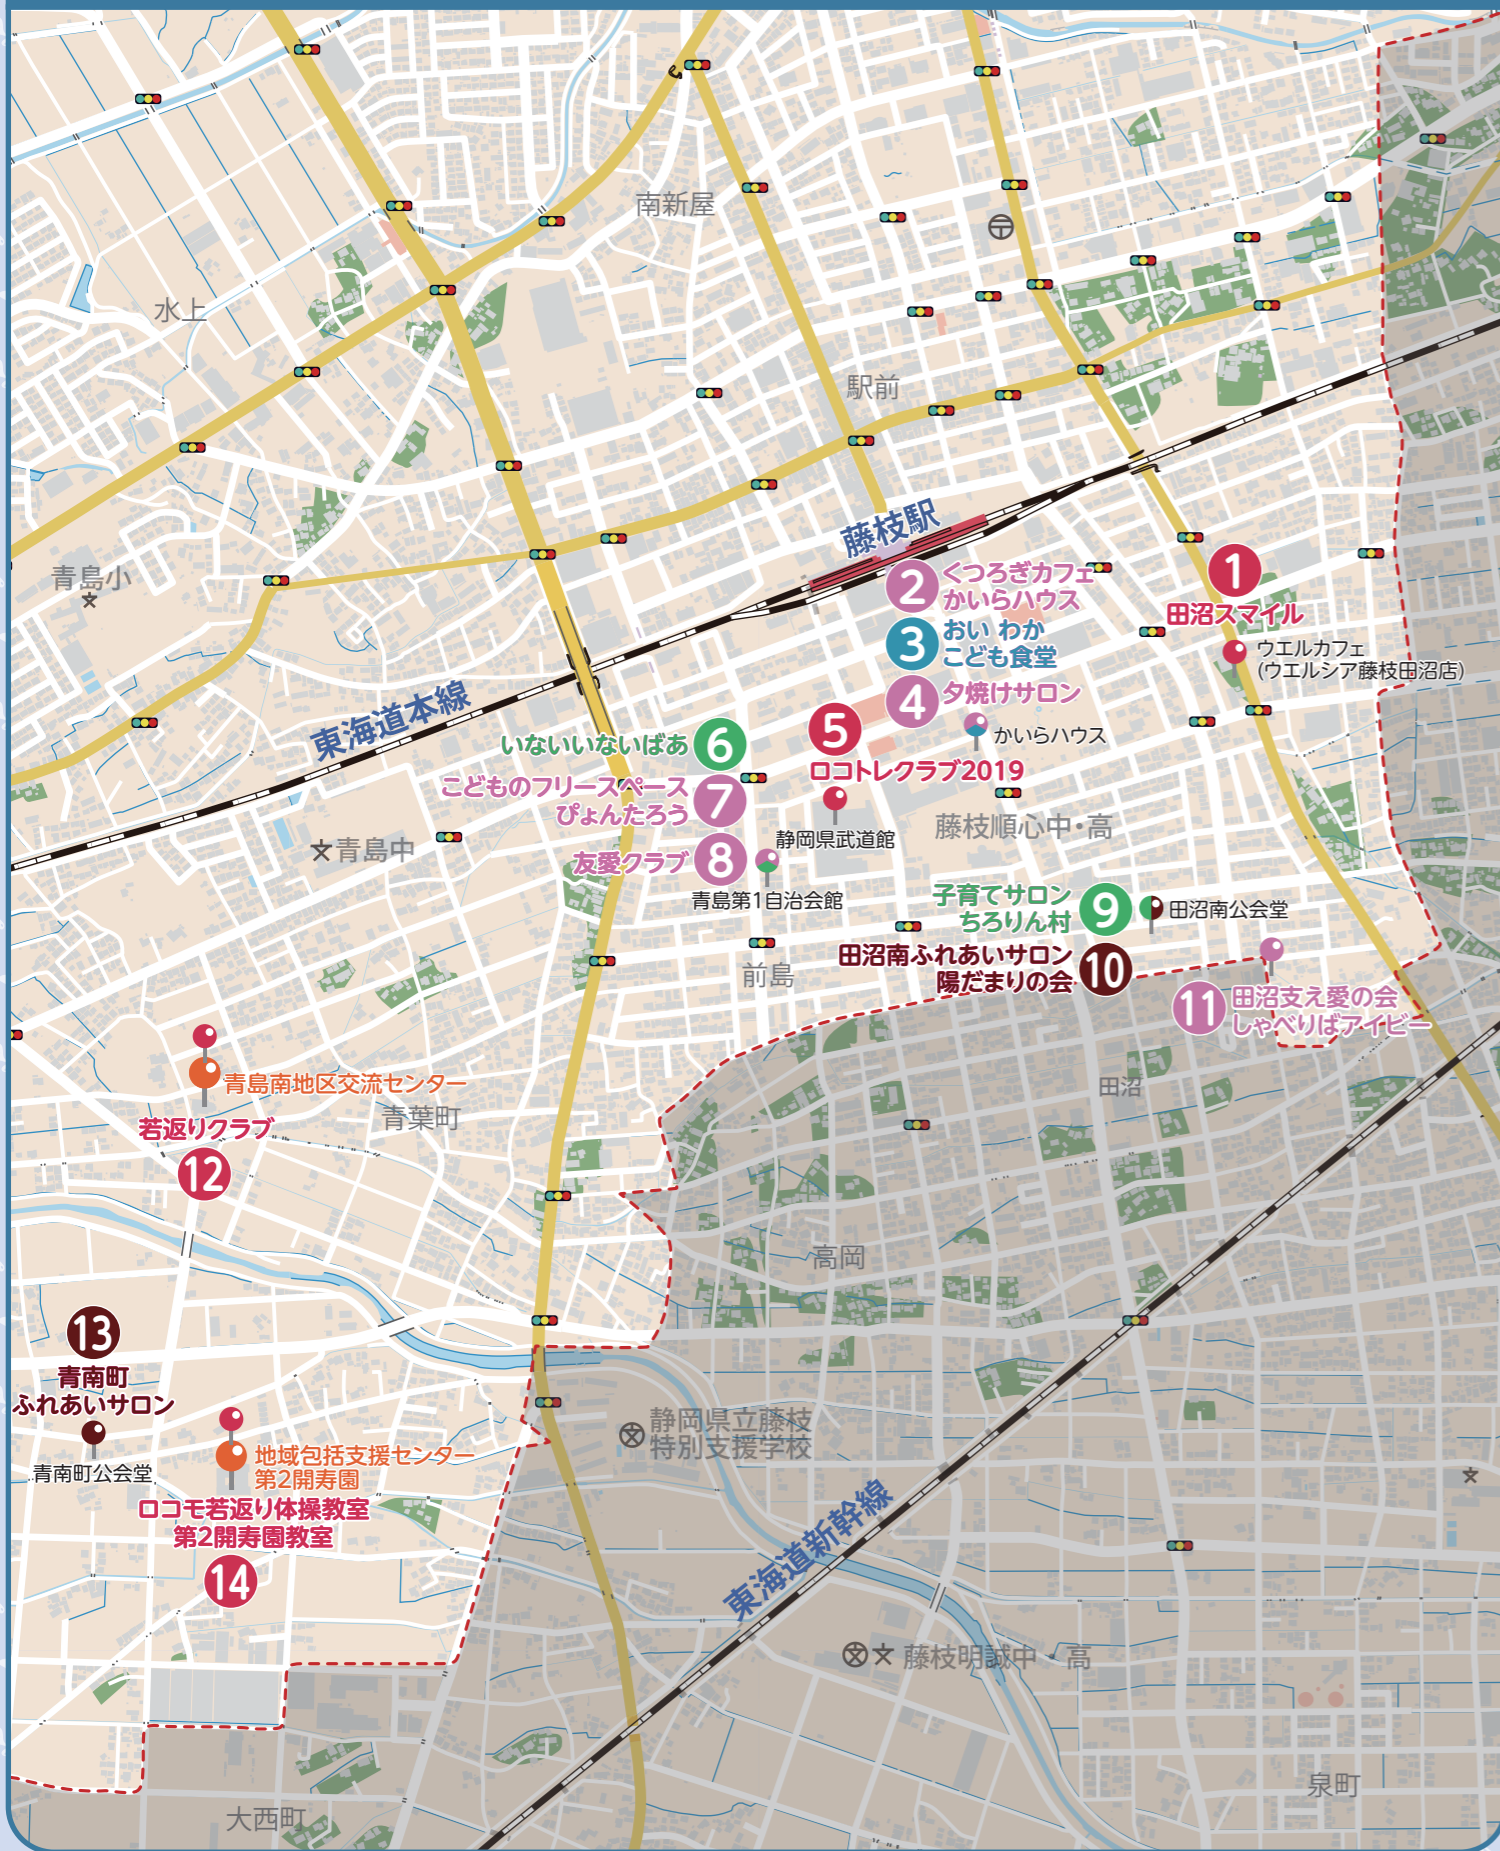 南新屋
水上
駅前
藤枝駅
青島小
1
田沼スマイル
ウエルカフェ
(ウエルシア藤枝田沼店)
2
くつろぎカフェ
かいらハウス
3
おい わか
こども食堂
4
夕焼けサロン
かいらハウス
東海道本線
5
ロコトレクラブ2019
静岡県武道館
いないいないばあ
6
こどものフリースペース
ぴょんたろう
7
友愛クラブ
8
青島第1自治会館
青島中
藤枝順心中・高
子育てサロン
ちろりん村
9
田沼南公会堂
田沼南ふれあいサロン
陽だまりの会
10
前島
11
田沼支え愛の会
しゃべりばアイビー
田沼
青島南地区交流センター
青葉町
若返りクラブ
12
高岡
13
青南町
ふれあいサロン
青南町公会堂
地域包括支援センター
第2開寿園
ロコモ若返り体操教室
第2開寿園教室
14
静岡県立藤枝
特別支援学校
東海道新幹線
藤枝明誠中・高
泉町
大西町